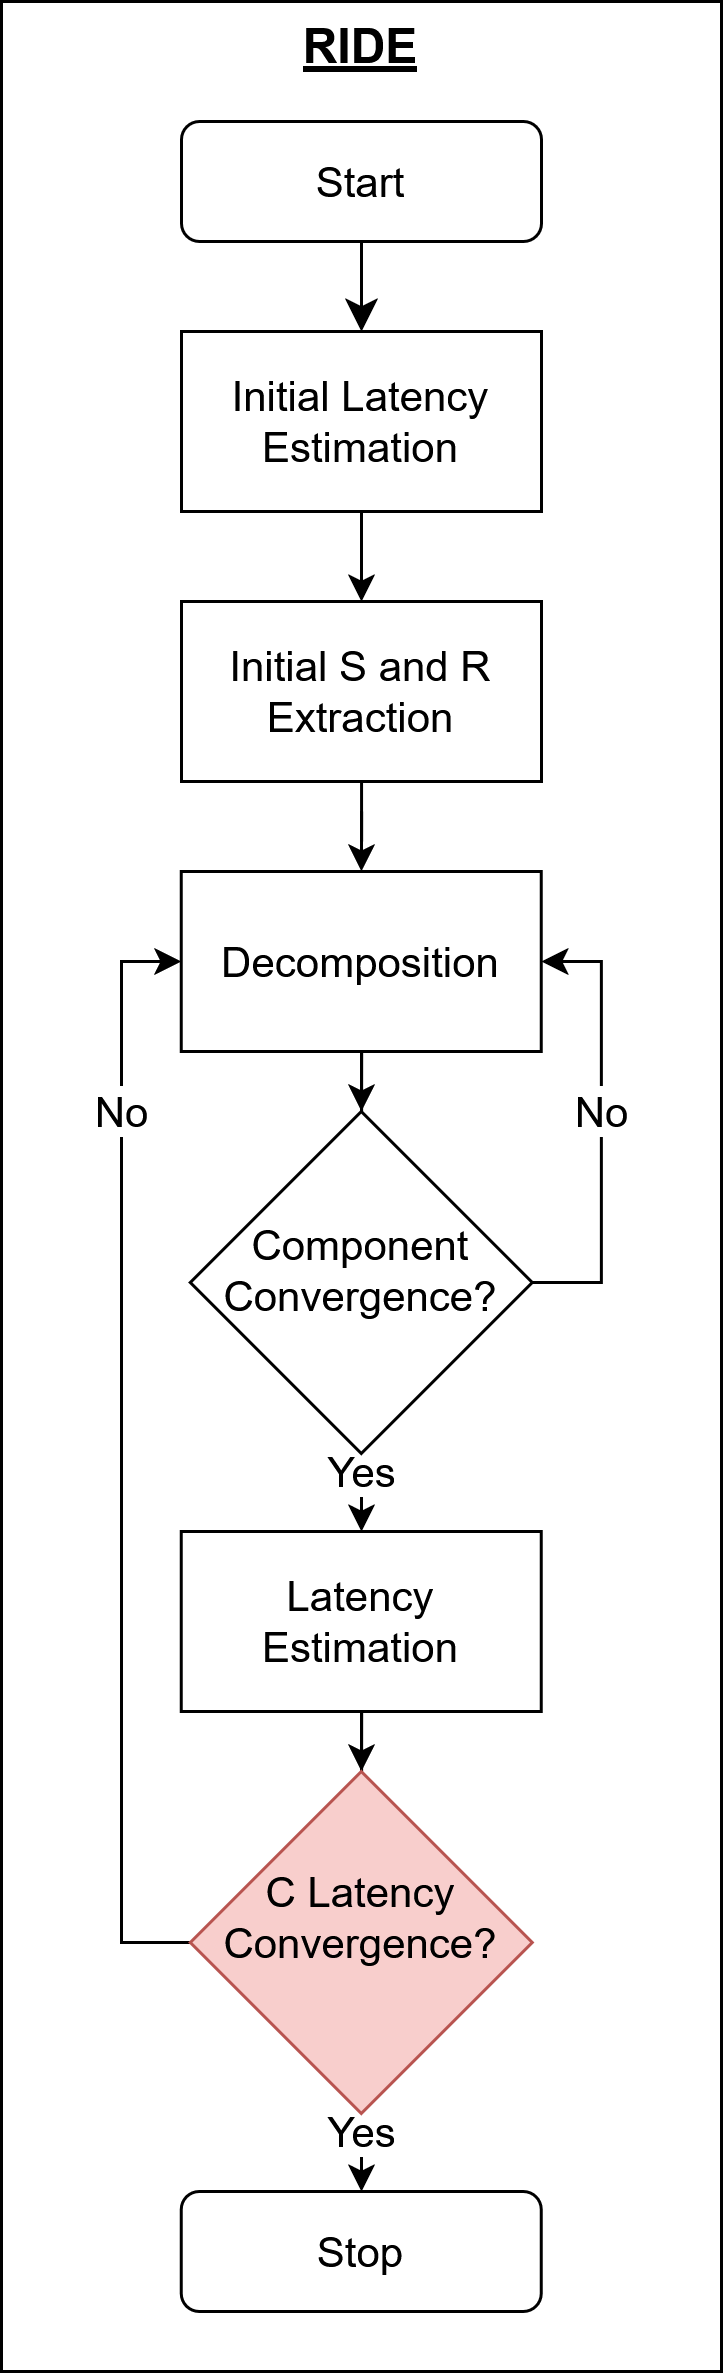 RIDE
Start
Initial Latency
Estimation
Initial S and R
Extraction
Decomposition
No
No
Component
Convergence?
Yes
Latency
Estimation
C Latency
Convergence?
Yes
Stop